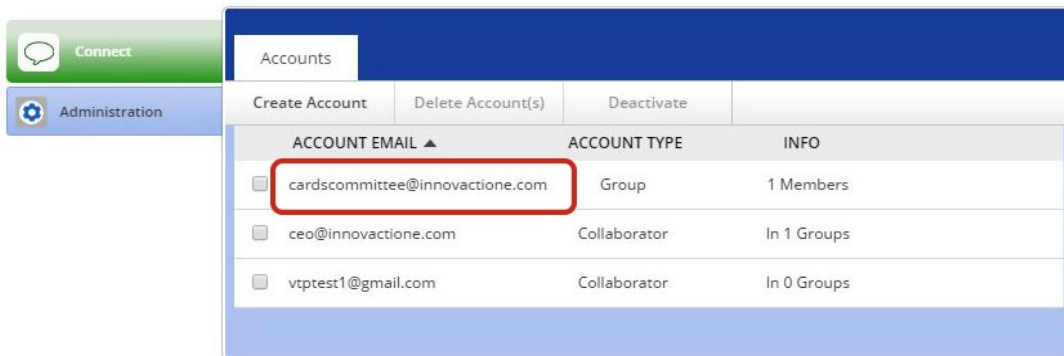 Connect
Administration
Accounts
Create Account Delete Account(s) Deactivate
ACCOUNT EMAIL ▲ ACCOUNT TYPE INFO
cardscommittee@innovactione.com Group 1 Members
ceo@innovactione.com Collaborator In 1 Groups
vtptest1@gmail.com Collaborator In 0 Groups